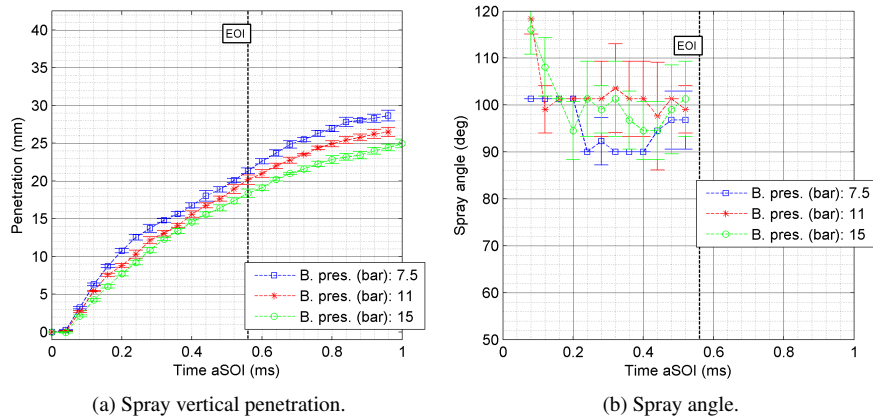 40
35
30
25
20
15
10
5
0
Penetration (mm)
EOI
B. pres. (bar): 7.5
B. pres. (bar): 11
B. pres. (bar): 15
0 0.2 0.4 0.6 0.8 1
Time aSOI (ms)
(a) Spray vertical penetration.
120
110
100
90
80
70
60
50
Spray angle (deg)
EOI
B. pres. (bar): 7.5
B. pres. (bar): 11
B. pres. (bar): 15
0 0.2 0.4 0.6 0.8 1
Time aSOI (ms)
(b) Spray angle.